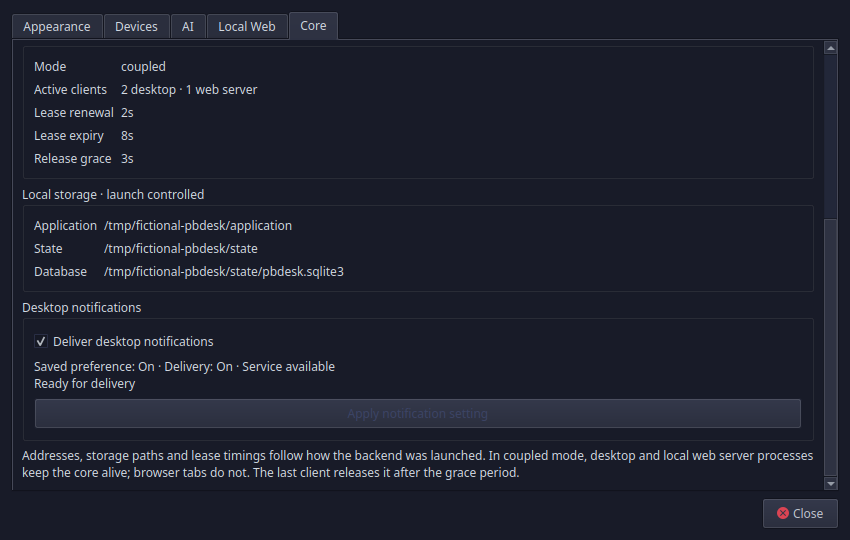 Appearance Devices AI Local Web Core
Mode coupled
Active clients 2 desktop · 1 web server
Lease renewal 2s
Lease expiry 8s
Release grace 3s
Local storage · launch controlled
Application /tmp/fictional-pbdesk/application
State /tmp/fictional-pbdesk/state
Database /tmp/fictional-pbdesk/state/pbdesk.sqlite3
Desktop notifications
Deliver desktop notifications
Saved preference: On · Delivery: On · Service available
Ready for delivery
Apply notification setting
Addresses, storage paths and lease timings follow how the backend was launched. In coupled mode, desktop and local web server processes
keep the core alive; browser tabs do not. The last client releases it after the grace period.
Close